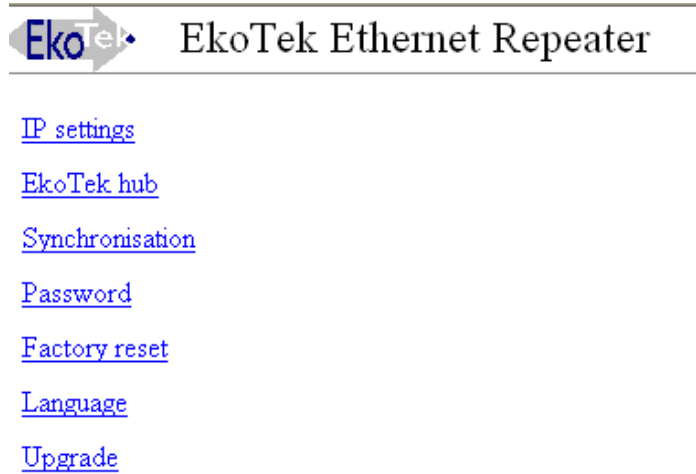 EkoTek EkoTek Ethernet Repeater
IP settings
EkoTek hub
Synchronisation
Password
Factory reset
Language
Upgrade